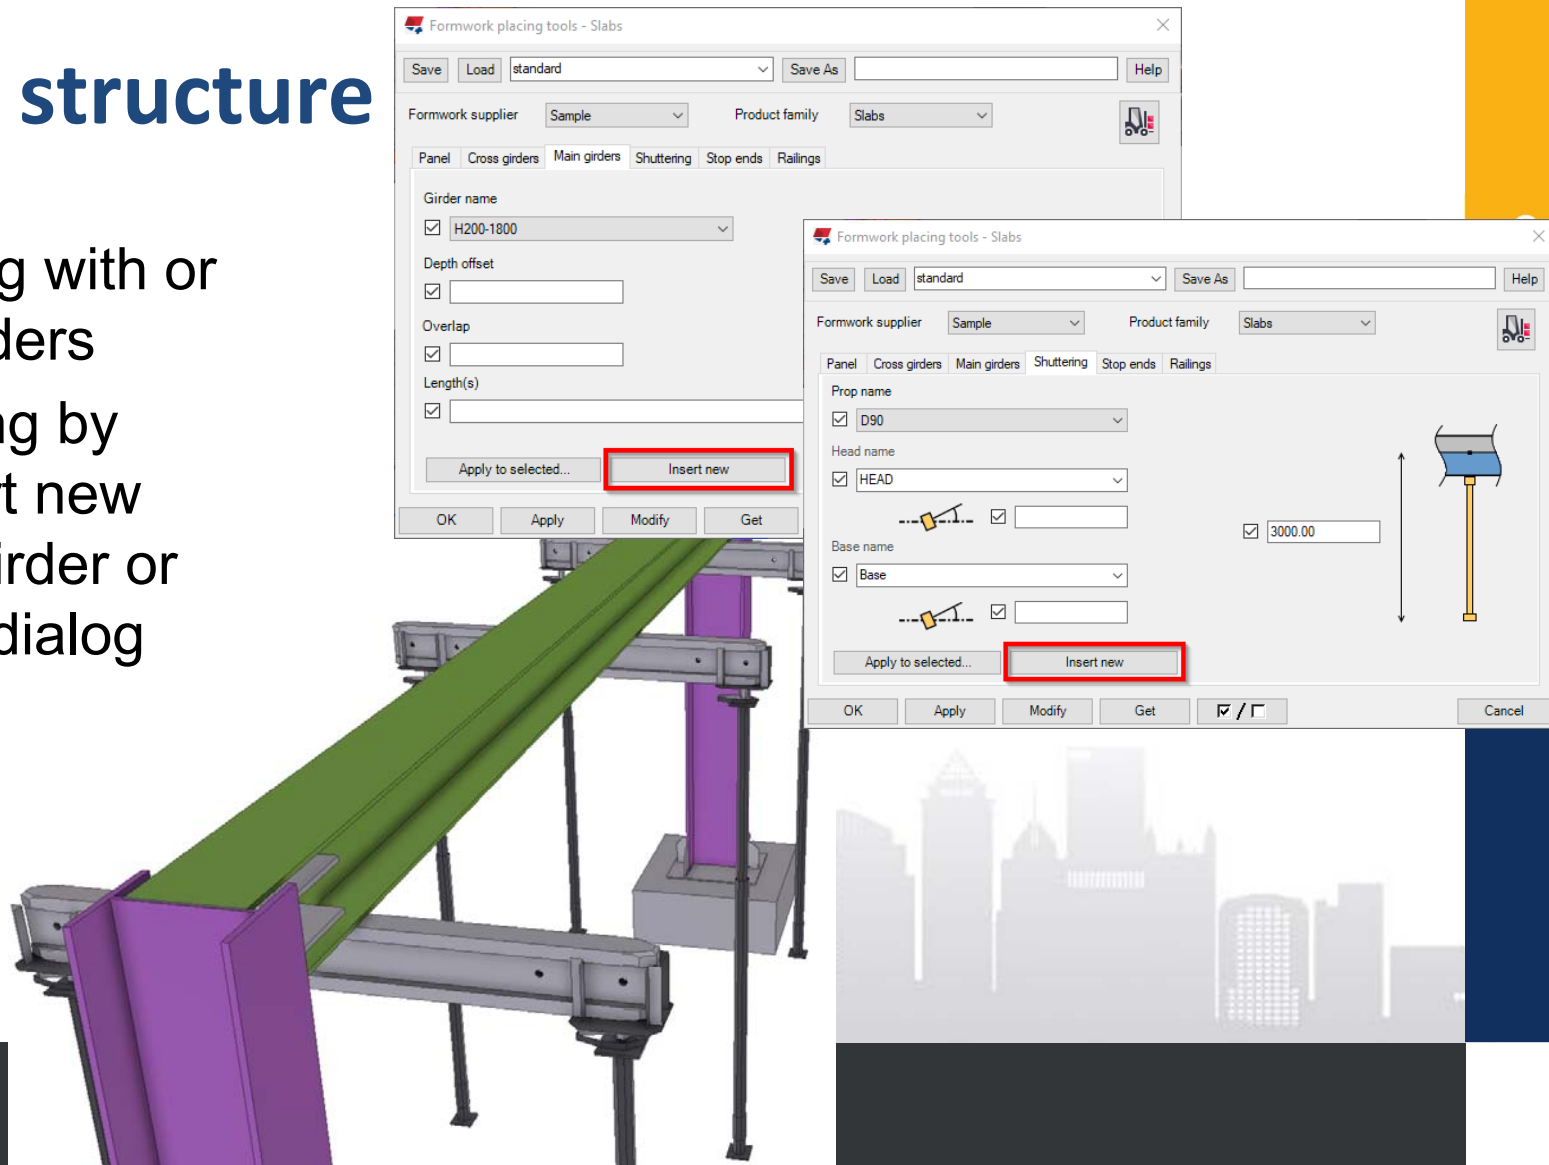 structure
g with or
ders
ng by
t new
irder or
dialog
Formwork placing tools - Slabs
Save Load standard Save As Help
Formwork supplier Sample Product family Slabs
Panel Cross girders Main girders Shuttering Stop ends Railings
Girder name
H200-1800
Depth offset
Overlap
Length(s)
Apply to selected... Insert new
OK Apply Modify Get
Formwork placing tools - Slabs
Save Load standard Save As Help
Formwork supplier Sample Product family Slabs
Panel Cross girders Main girders Shuttering Stop ends Railings
Prop name
D90
Head name
HEAD
3000.00
Base name
Base
Apply to selected... Insert new
OK Apply Modify Get / Cancel